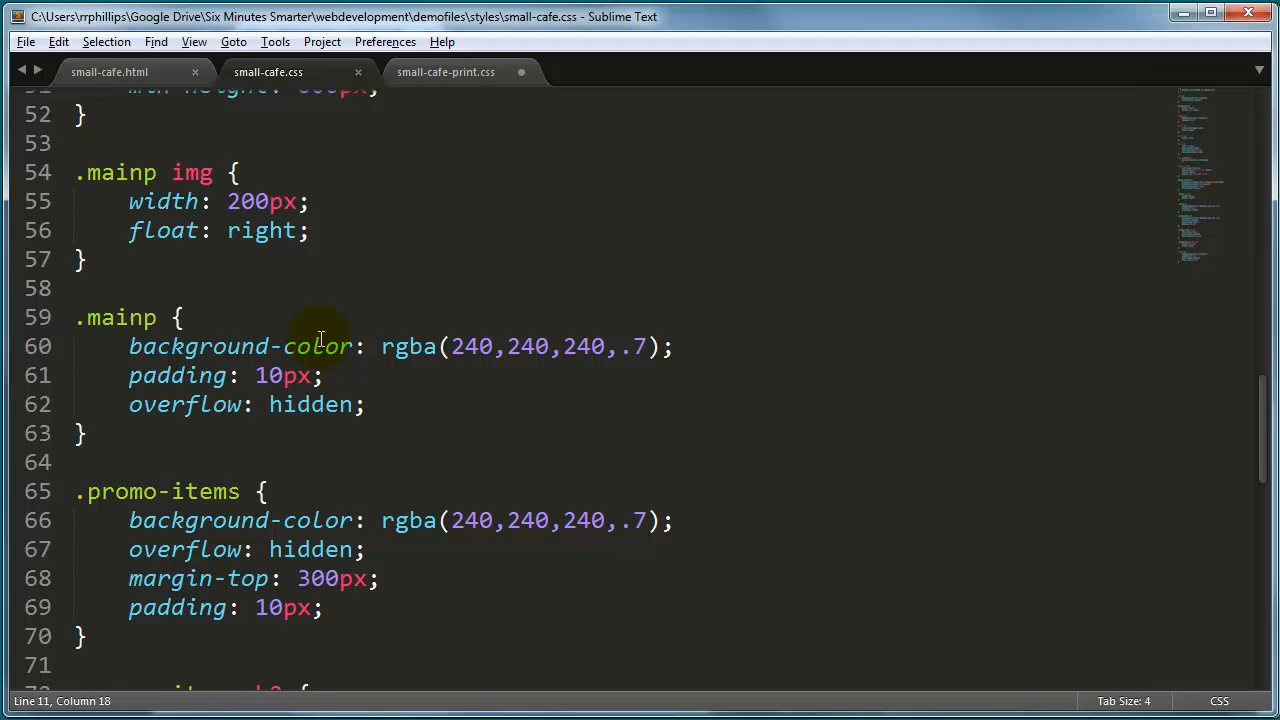 C:\Users\rrphillips\Google Drive\Six Minutes Smarter\webdevelopment\demofiles\styles\small-cafe.css - Sublime Text
File Edit Selection Find View Goto Tools Project Preferences Help
small-cafe.html × small-cafe.css × small-cafe-print.css
52 }
53
54 .mainp img {
55 width: 200px;
56 float: right;
57 }
58
59 .mainp {
60 background-color: rgba(240,240,240,.7);
61 padding: 10px;
62 overflow: hidden;
63 }
64
65 .promo-items {
66 background-color: rgba(240,240,240,.7);
67 overflow: hidden;
68 margin-top: 300px;
69 padding: 10px;
70 }
71
Line 11, Column 18 Tab Size: 4 CSS